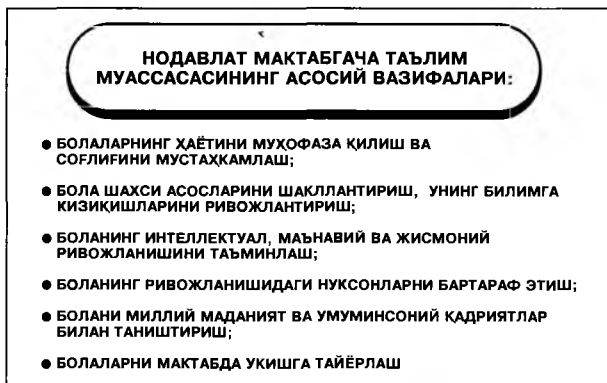 НОДАВЛАТ МАКТАБГАЧА ТАЪЛИМ
МУАССАСАСИНИНГ АСОСИЙ ВАЗИФАЛАРИ:
● БОЛАЛАРНИНГ ҲАЁТИНИ МУҲОФАЗА ҚИЛИШ ВА
СОҒЛИҒИНИ МУСТАҲКАМЛАШ;
● БОЛА ШАХСИ АСОСЛАРИНИ ШАКЛЛАНТИРИШ, УНИНГ БИЛИМГА
КИЗИҚИШЛАРИНИ РИВОЖЛАНТИРИШ;
● БОЛАНИНГ ИНТЕЛЛЕКТУАЛ, МАЪНАВИЙ ВА ЖИСМОНИЙ
РИВОЖЛАНИШИНИ ТАЪМИНЛАШ;
● БОЛАНИНГ РИВОЖЛАНИШИДАГИ НУКСОНЛАРНИ БАРТАРАФ ЭТИШ;
● БОЛАНИ МИЛЛИЙ МАДАНИЯТ ВА УМУМИНСОНИЙ ҚАДРИЯТЛАР
БИЛАН ТАНИШТИРИШ;
● БОЛАЛАРНИ МАКТАБДА УКИШГА ТАЙЁРЛАШ